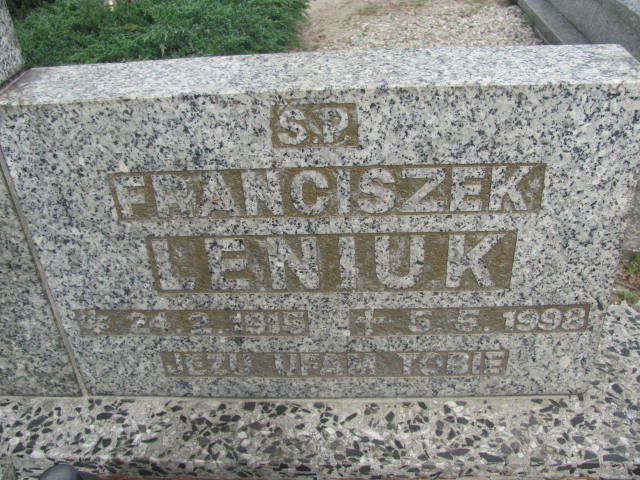 Ś.P.
FRANCISZEK
LENIUK
* 24.2.1915 † 5.5.1998
JEZU UFAM TOBIE